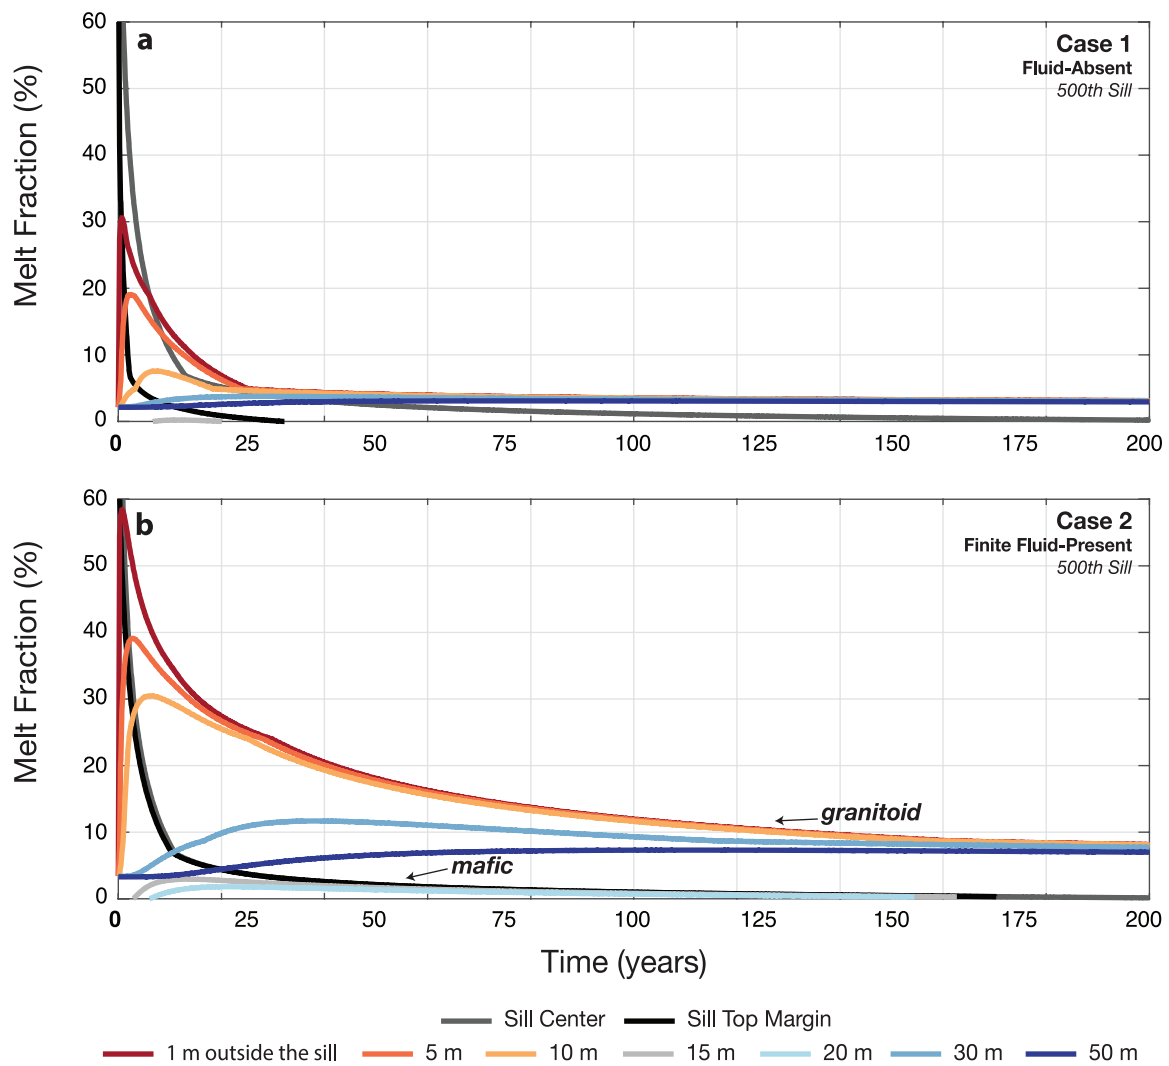 60
a
Case 1
Fluid-Absent
500th Sill
50
40
30
20
10
0
Melt Fraction (%)
0 25 50 75 100 125 150 175 200
60
b
Case 2
Finite Fluid-Present
500th Sill
50
40
30
20
10
0
Melt Fraction (%)
granitoid
mafic
0 25 50 75 100 125 150 175 200
Time (years)
Sill Center Sill Top Margin
1 m outside the sill 5 m 10 m 15 m 20 m 30 m 50 m